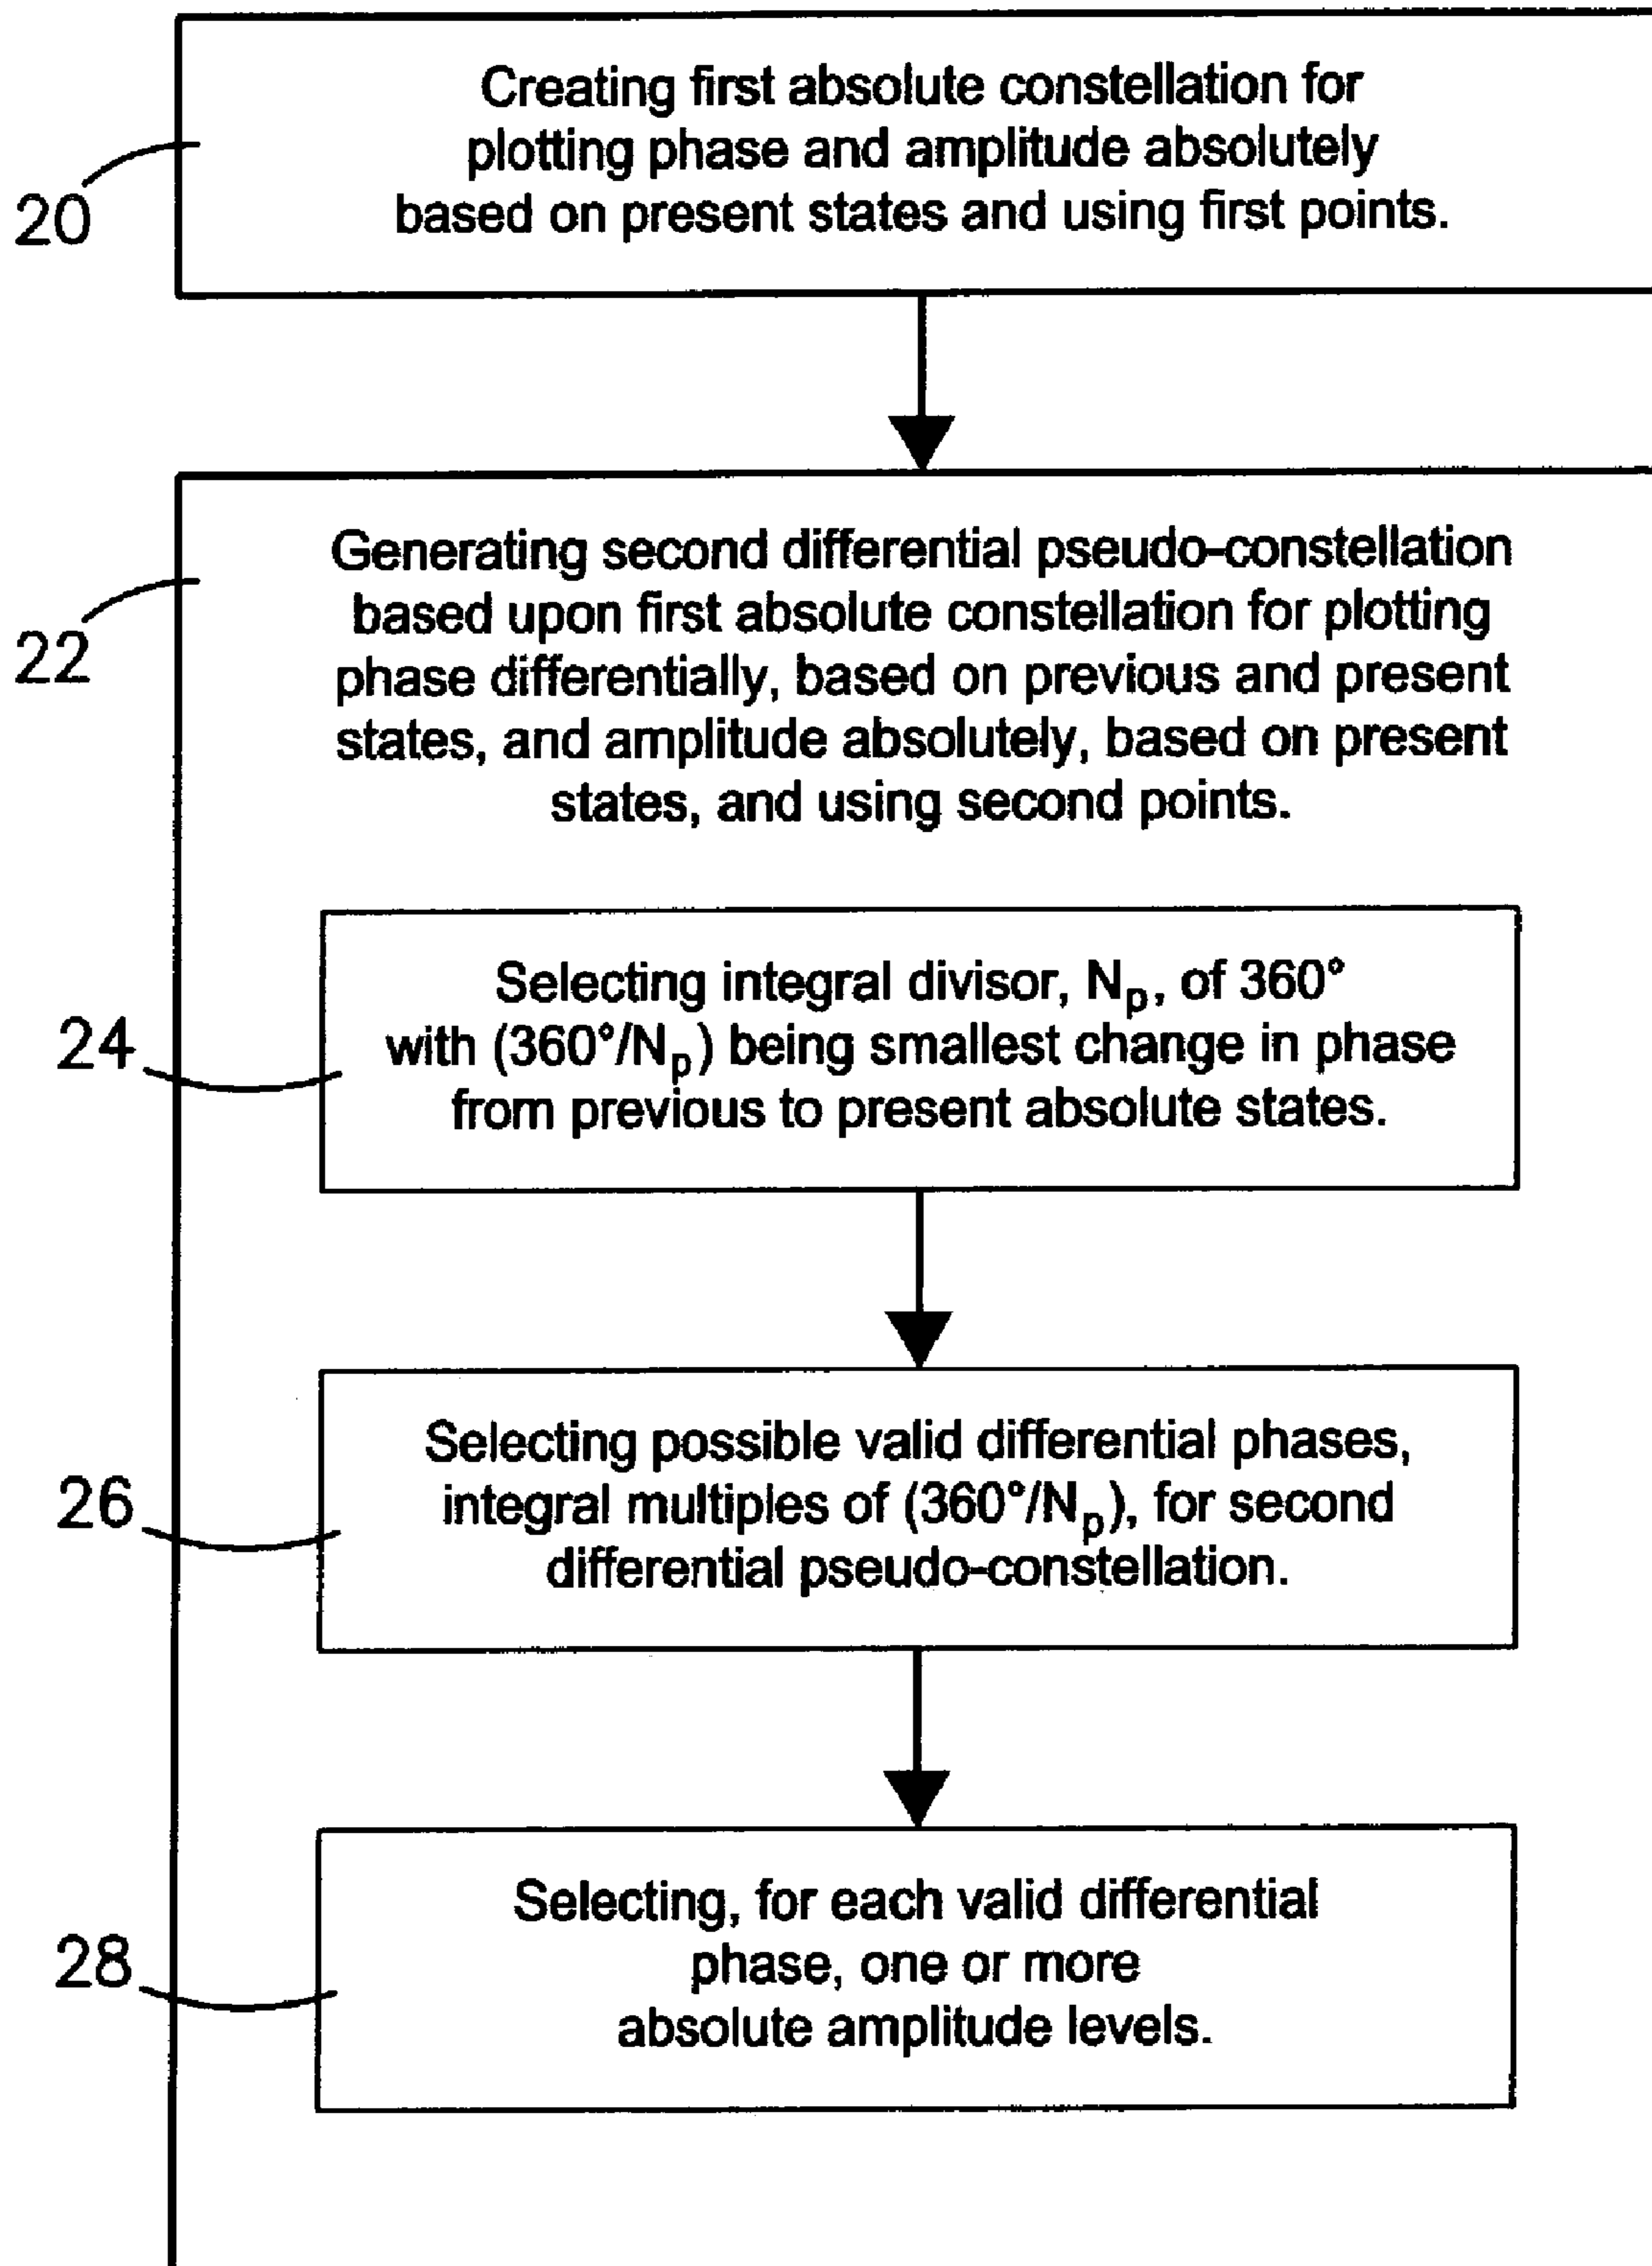 Creating first absolute constellation for
plotting phase and amplitude absolutely
based on present states and using first points.
20
Generating second differential pseudo-constellation
based upon first absolute constellation for plotting
phase differentially, based on previous and present
states, and amplitude absolutely, based on present
states, and using second points.
22
Selecting integral divisor, Nₚ, of 360°
with (360°/Nₚ) being smallest change in phase
from previous to present absolute states.
24
Selecting possible valid differential phases,
integral multiples of (360°/Nₚ), for second
differential pseudo-constellation.
26
Selecting, for each valid differential
phase, one or more
absolute amplitude levels.
28